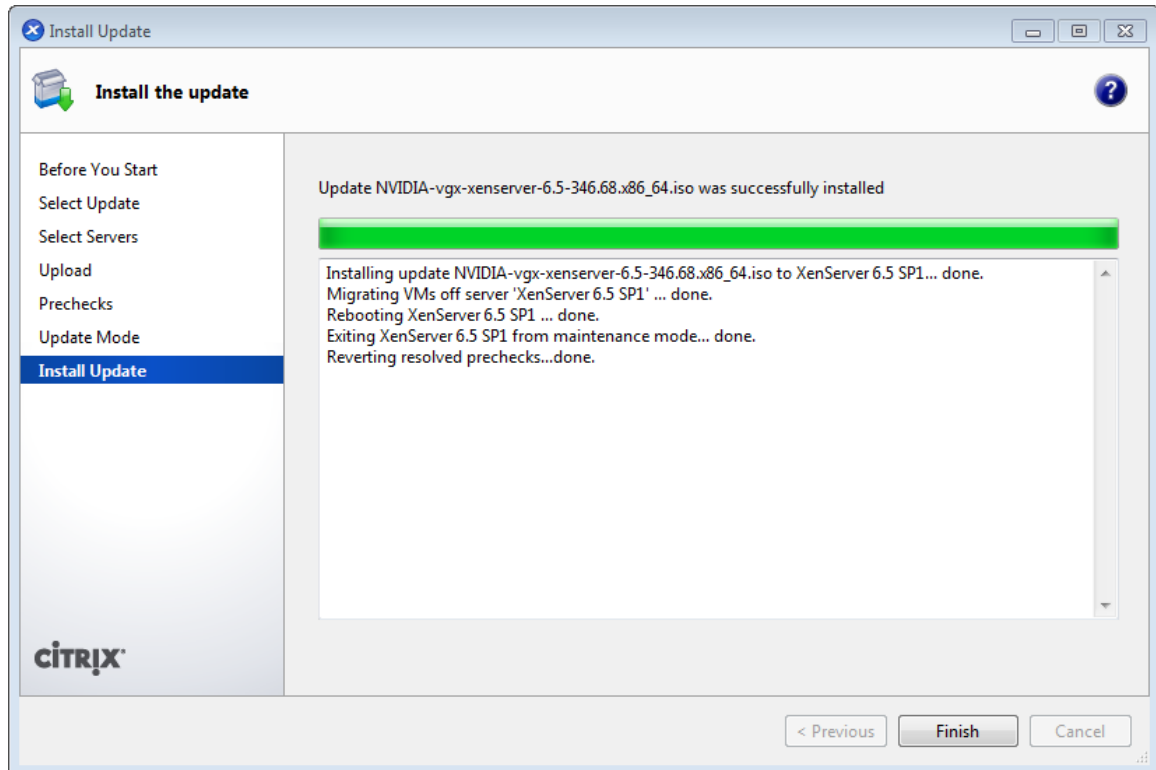 Install Update
Install the update
?
Before You Start
Select Update
Select Servers
Upload
Prechecks
Update Mode
Install Update
Update NVIDIA-vgx-xenserver-6.5-346.68.x86_64.iso was successfully installed
Installing update NVIDIA-vgx-xenserver-6.5-346.68.x86_64.iso to XenServer 6.5 SP1... done.
Migrating VMs off server 'XenServer 6.5 SP1' ... done.
Rebooting XenServer 6.5 SP1 ... done.
Exiting XenServer 6.5 SP1 from maintenance mode... done.
Reverting resolved prechecks...done.
CITRIX
< Previous
Finish
Cancel